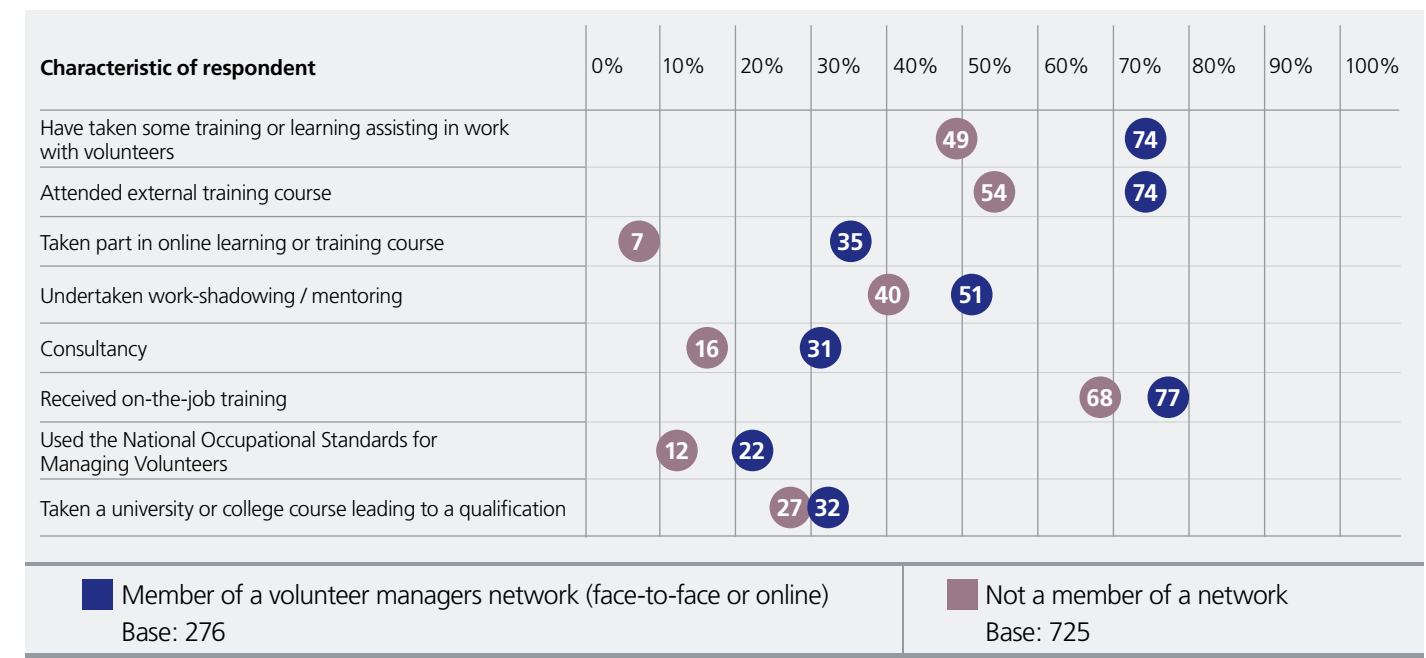 Characteristic of respondent 0% 10% 20% 30% 40% 50% 60% 70% 80% 90% 100%
Have taken some training or learning assisting in work
with volunteers
49 74
Attended external training course 54 74
Taken part in online learning or training course 7 35
Undertaken work-shadowing / mentoring 40 51
Consultancy 16 31
Received on-the-job training 68 77
Used the National Occupational Standards for
Managing Volunteers
12 22
Taken a university or college course leading to a qualification 27 32
Member of a volunteer managers network (face-to-face or online)
Base: 276
Not a member of a network
Base: 725